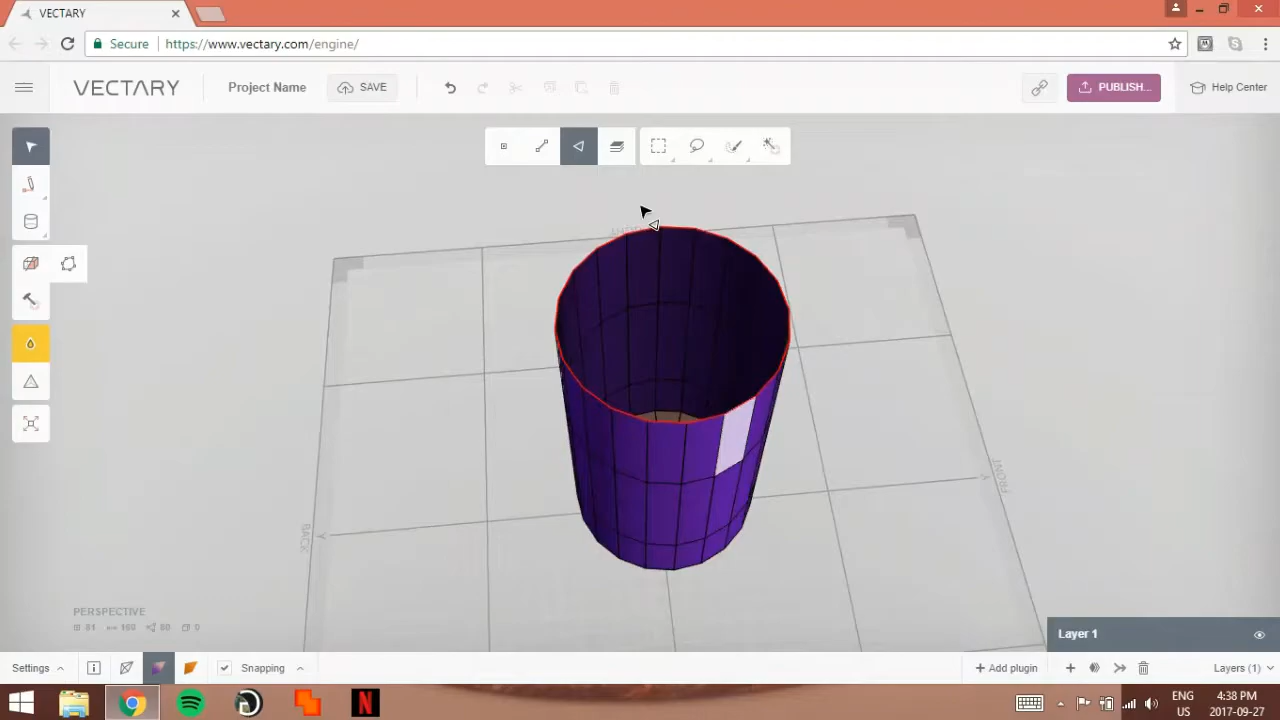 VECTARY
Secure https://www.vectary.com/engine/
VECTARY Project Name SAVE PUBLISH... Help Center
FRONT
BACK
Y
PERSPECTIVE
Layer 1
Settings Snapping Add plugin Layers (1)
ENG 4:38 PM
US 2017-09-27